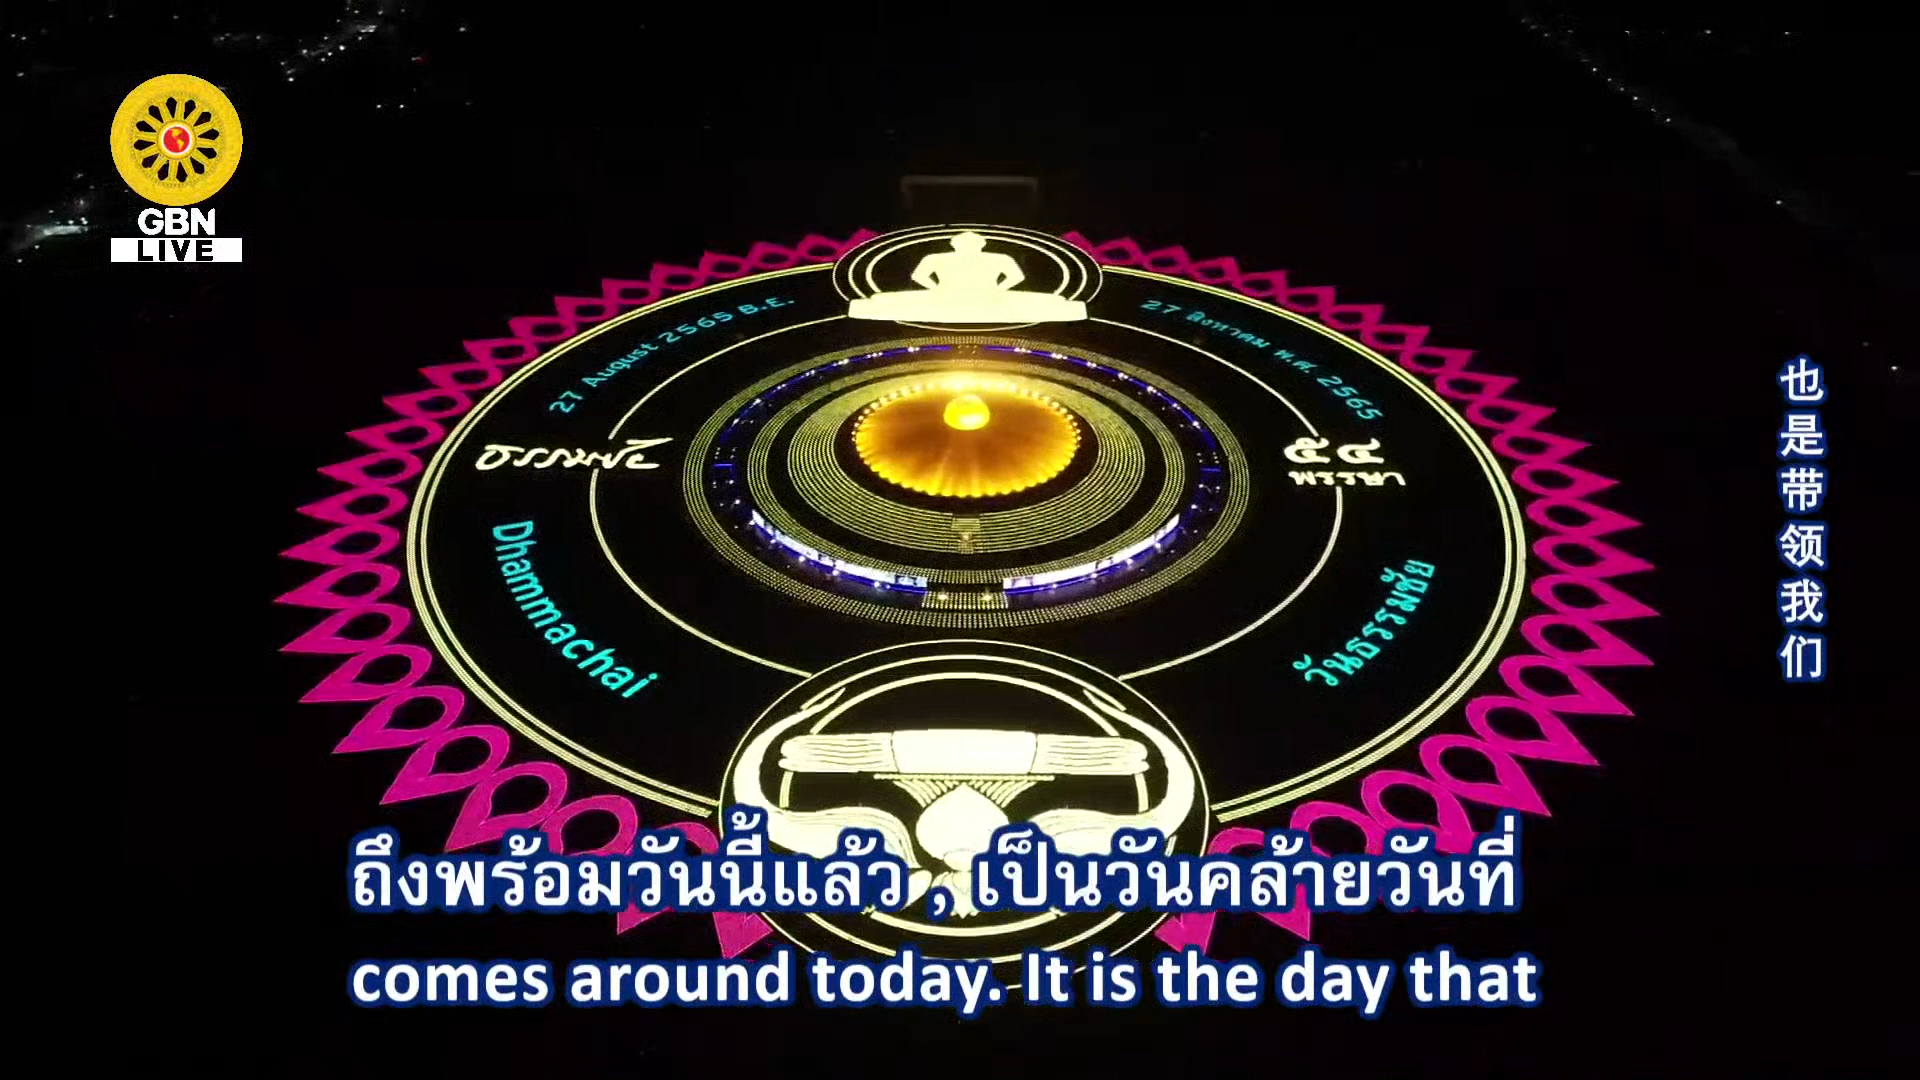 GBN
LIVE
27 August 2565 B.E.
27 สิงหาคม พ.ศ. 2565
ธรรมชัย
๕๔
พรรษา
Dhammachai
วันธรรมชัย
也是带领我们
ถึงพร้อมวันนี้แล้ว , เป็นวันคล้ายวันที่
comes around today. It is the day that